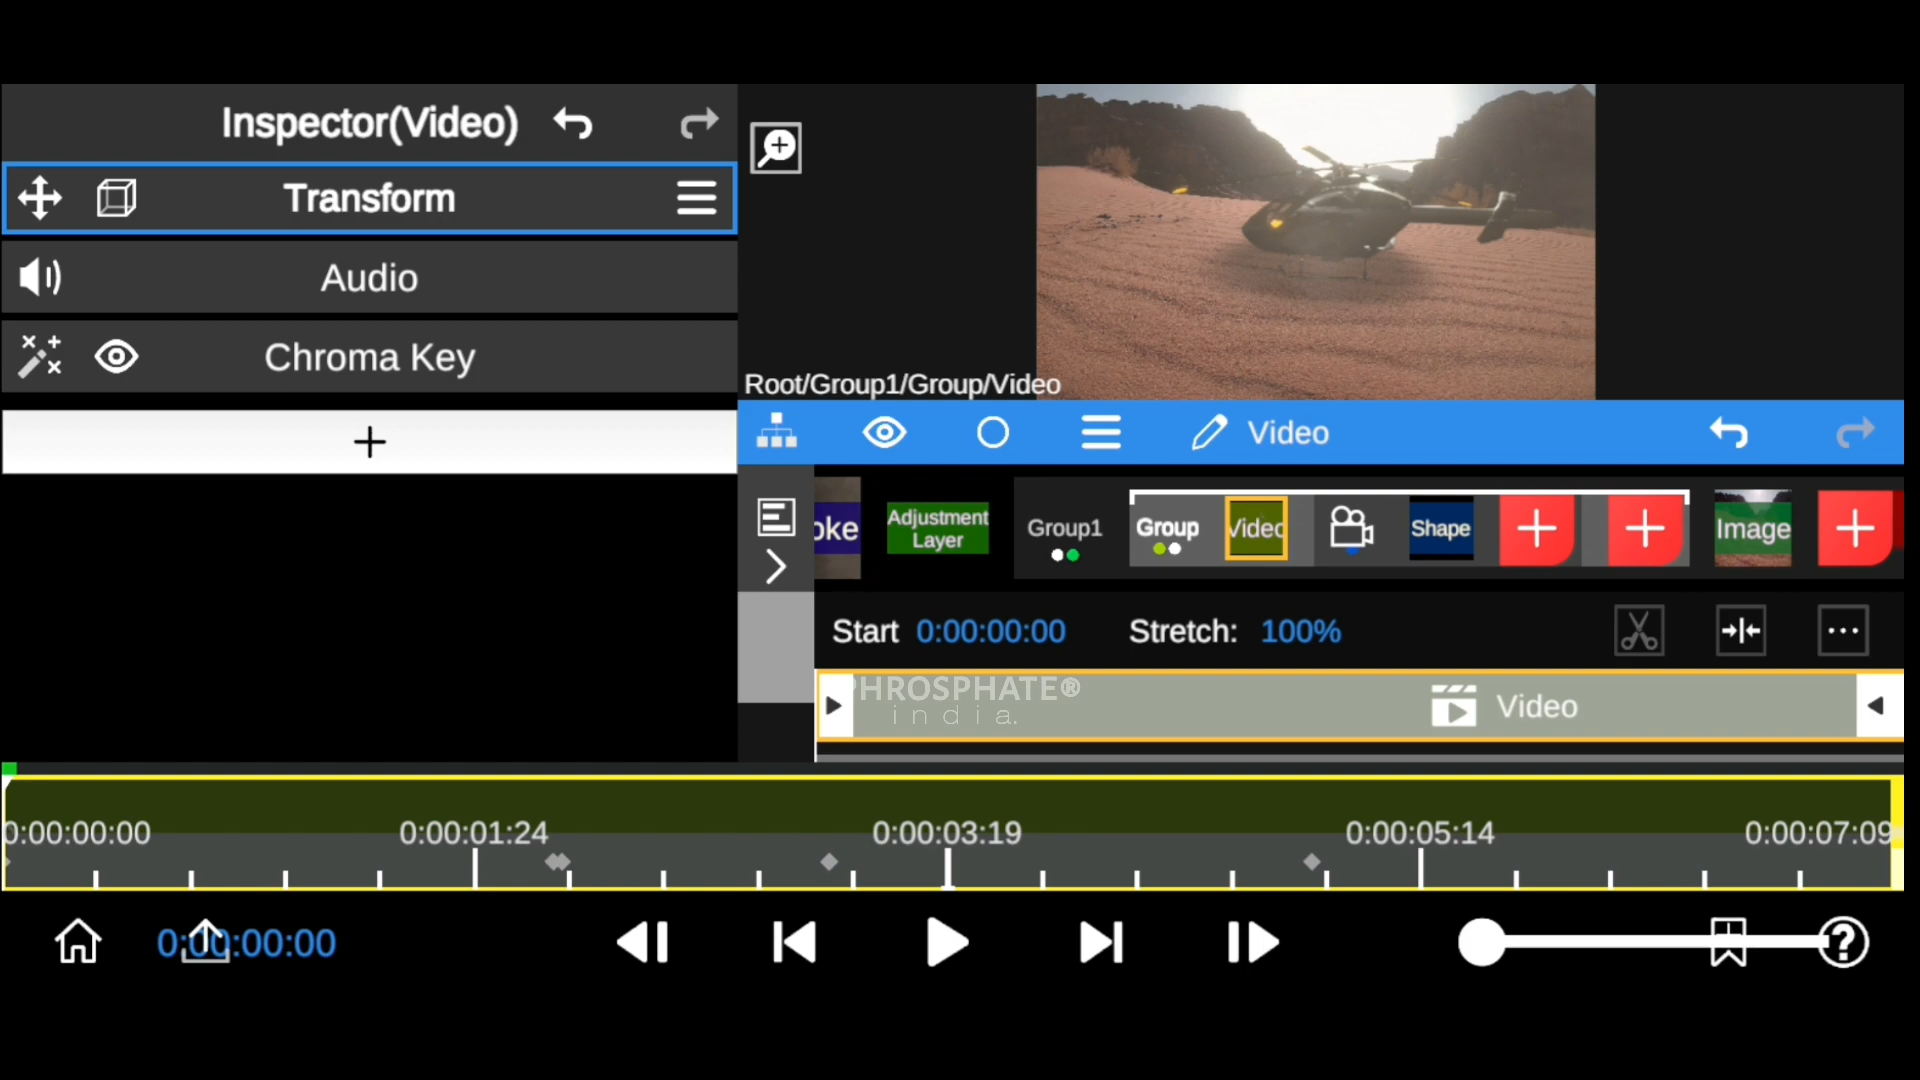 Inspector(Video)
Transform
Audio
Chroma Key
Root/Group1/Group/Video
Video
oke
Adjustment
Layer
Group1
Group
Video
Shape
Image
Start 0:00:00:00 Stretch: 100%
PHROSPHATE®
india.
Video
0:00:00:00 0:00:01:24 0:00:03:19 0:00:05:14 0:00:07:09
0:00:00:00